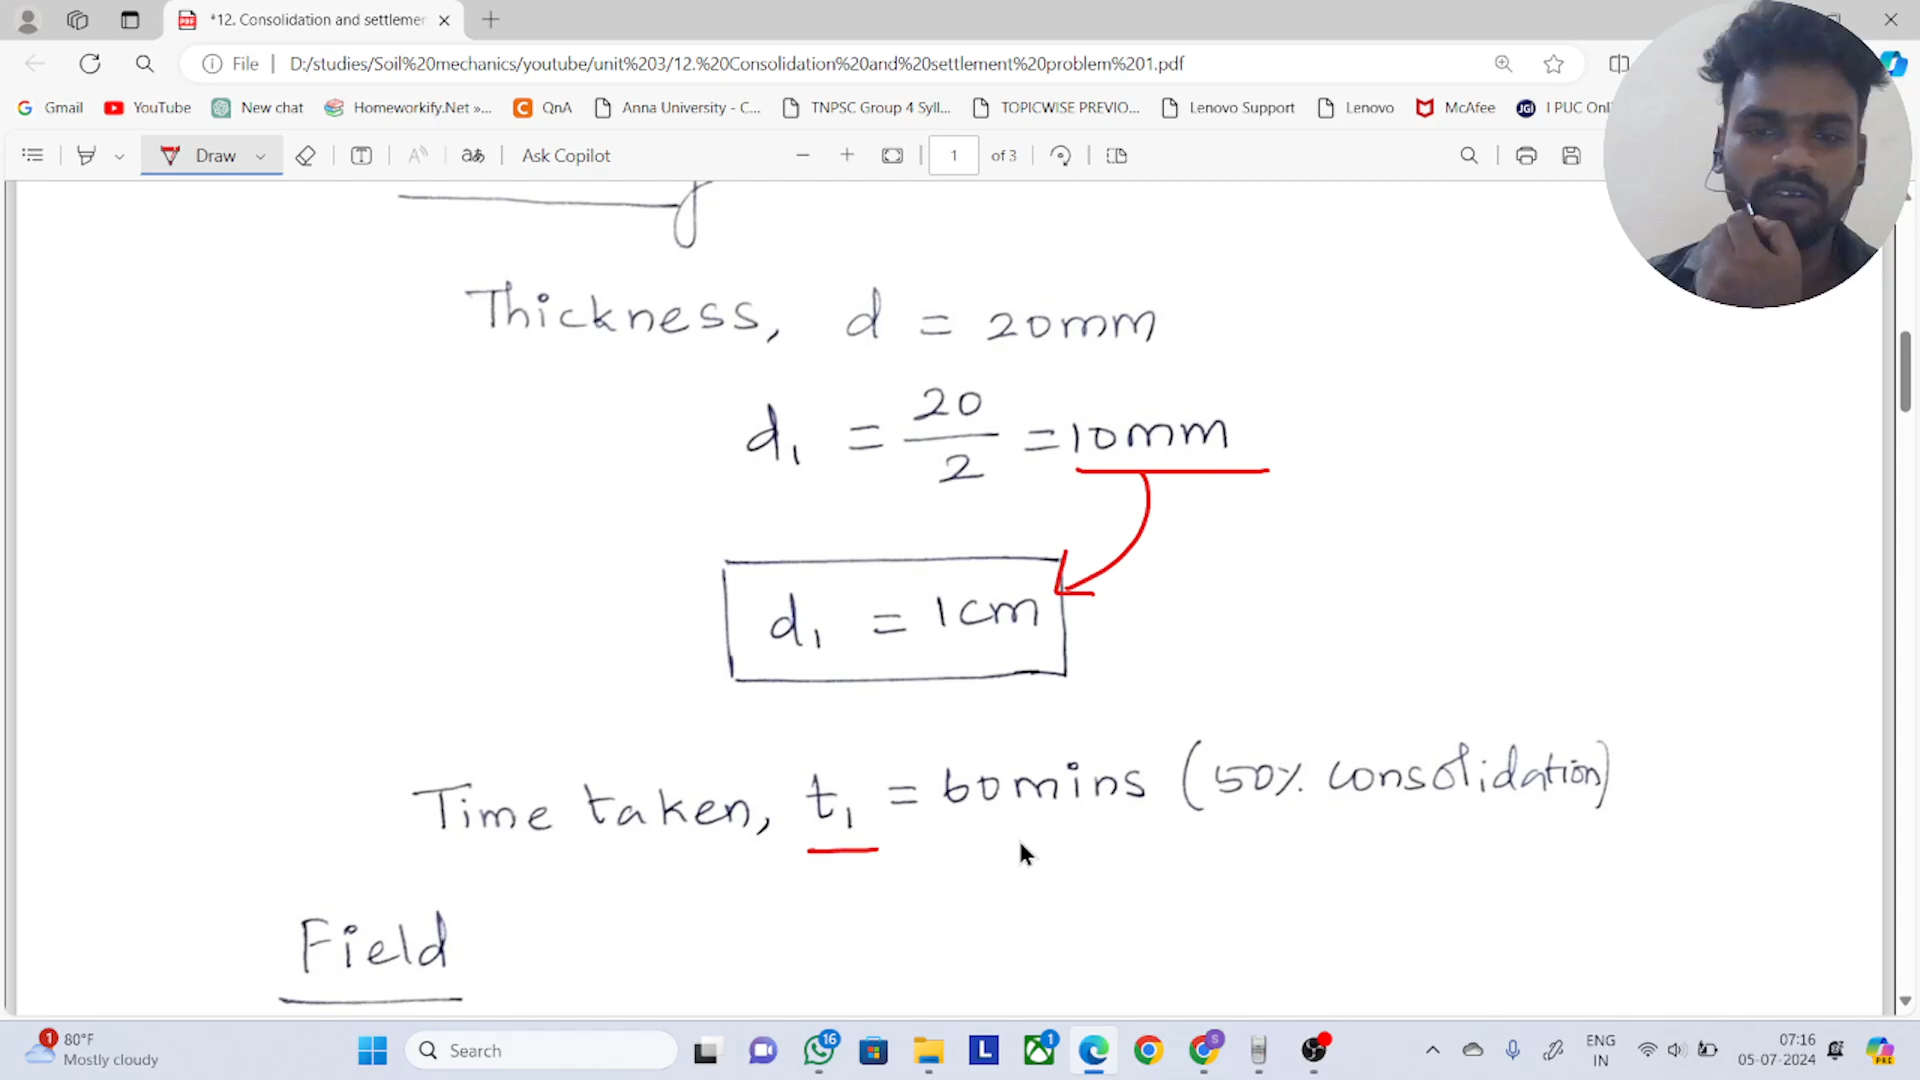 *12. Consolidation and settlemer
File | D:/studies/Soil%20mechanics/youtube/unit%203/12.%20Consolidation%20and%20settlement%20problem%201.pdf
Gmail YouTube New chat Homeworkify.Net »... QnA Anna University - C... TNPSC Group 4 Syll... TOPICWISE PREVIO... Lenovo Support Lenovo McAfee I PUC Onl
Draw Ask Copilot 1 of 3
Thickness, d = 20mm
d1 = 20/2 = 10mm
d1 = 1cm
Time taken, t1 = 60mins (50% consolidation)
Field
80°F
Mostly cloudy
Search
16
1
ENG
IN
07:16
05-07-2024